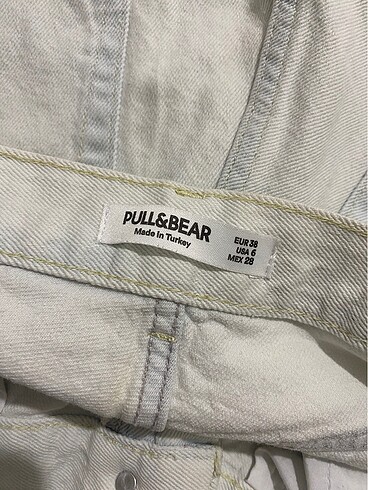 PULL&BEAR
Made in Turkey
EUR 38
USA 6
MEX 28